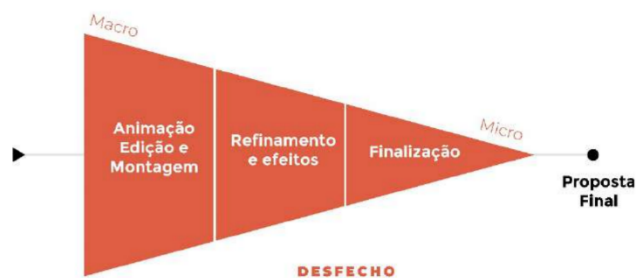 Macro
Animação
Edição e
Montagem
Refinamento
e efeitos
Finalização
Micro
Proposta
Final
DESFECHO